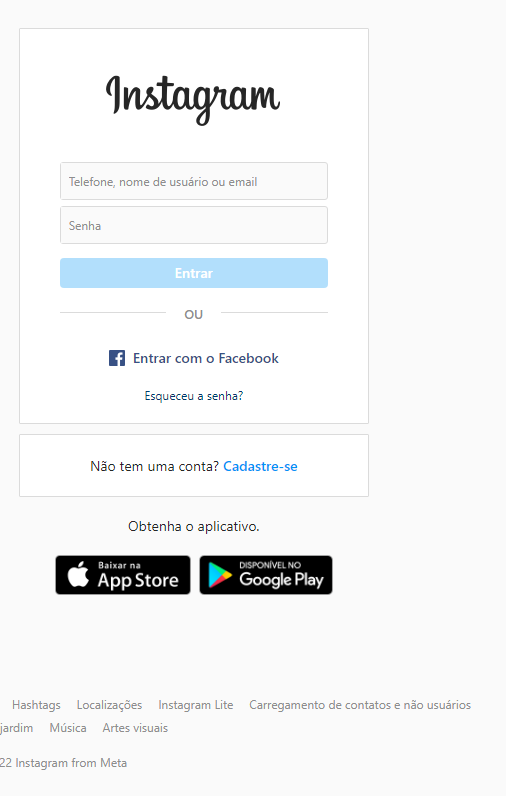 Instagram
Telefone, nome de usuário ou email
Senha
Entrar
OU
Entrar com o Facebook
Esqueceu a senha?
Não tem uma conta? Cadastre-se
Obtenha o aplicativo.
Baixar na
App Store
DISPONÍVEL NO
Google Play
Hashtags Localizações Instagram Lite Carregamento de contatos e não usuários
jardim Música Artes visuais
22 Instagram from Meta